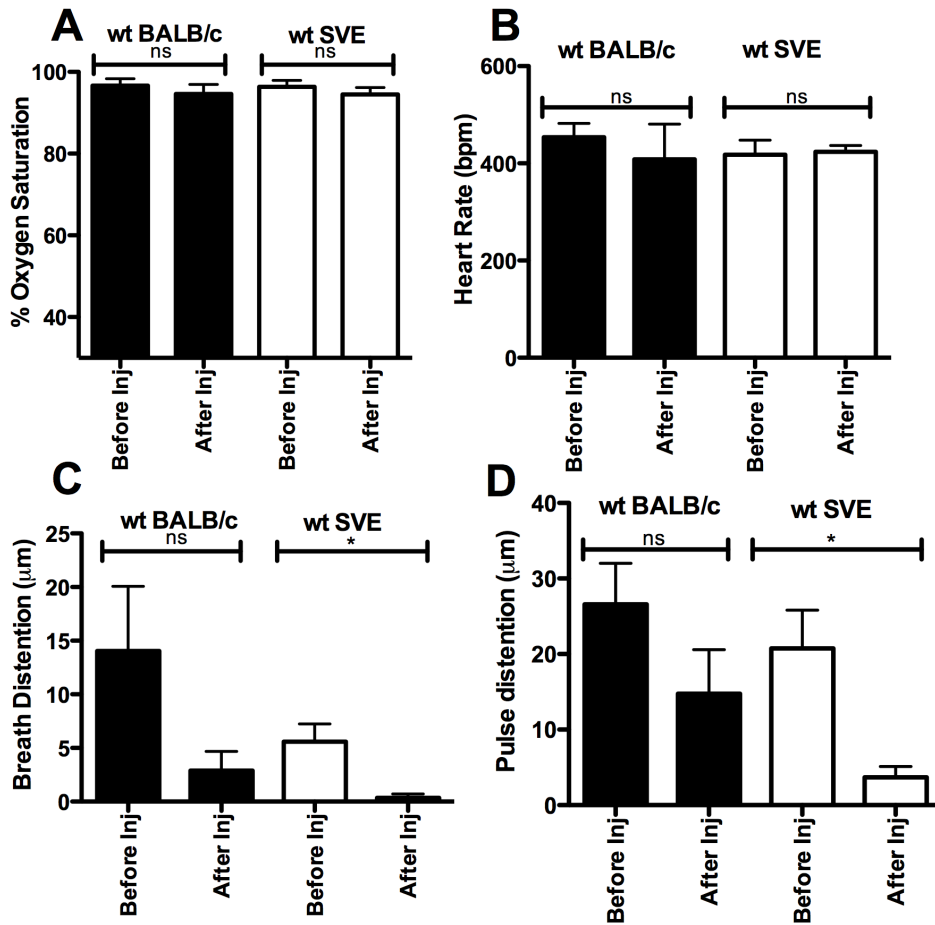 A
wt BALB/c
wt SVE
ns
ns
% Oxygen Saturation
100
80
60
40
Before Inj
After Inj
Before Inj
After Inj
B
wt BALB/c
wt SVE
ns
ns
Heart Rate (bpm)
600
400
200
0
Before Inj
After Inj
Before Inj
After Inj
C
wt BALB/c
wt SVE
ns
*
Breath Distention (μm)
25
20
15
10
5
0
Before Inj
After Inj
Before Inj
After Inj
D
wt BALB/c
wt SVE
ns
*
Pulse distention (μm)
40
30
20
10
0
Before Inj
After Inj
Before Inj
After Inj